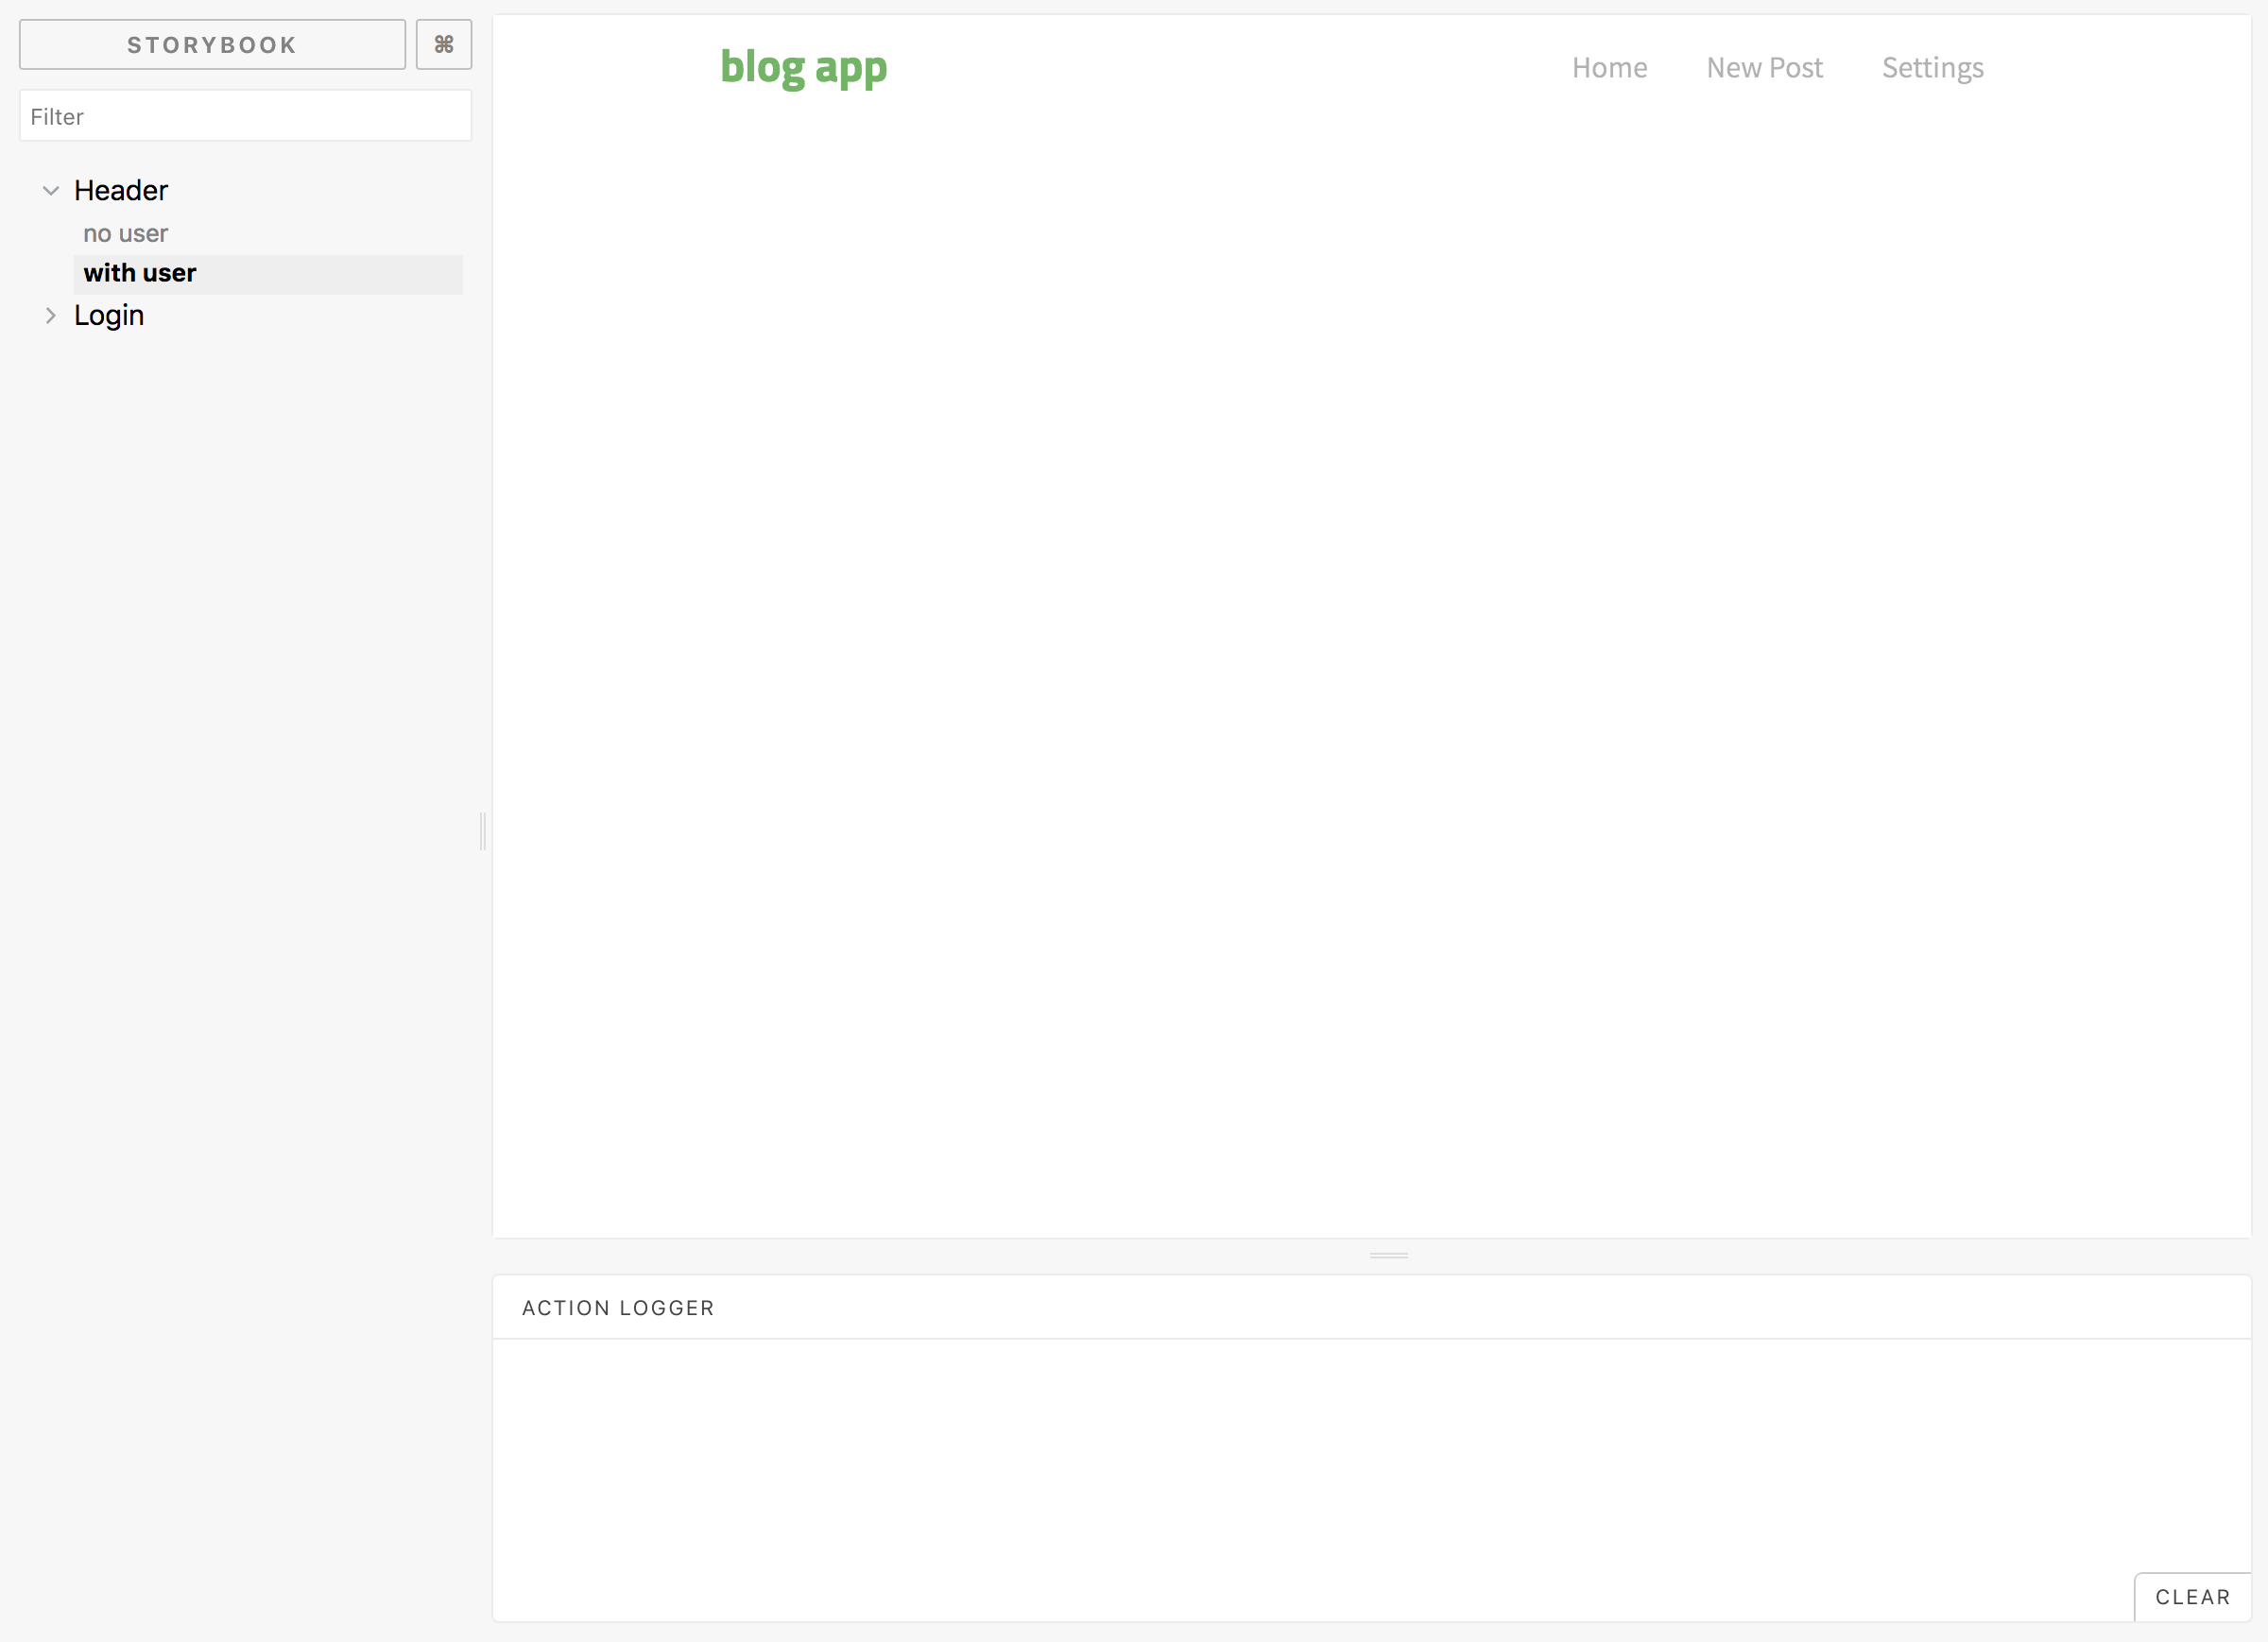 STORYBOOK ⌘
Filter
Header
no user
with user
Login
blog app Home New Post Settings
ACTION LOGGER
CLEAR